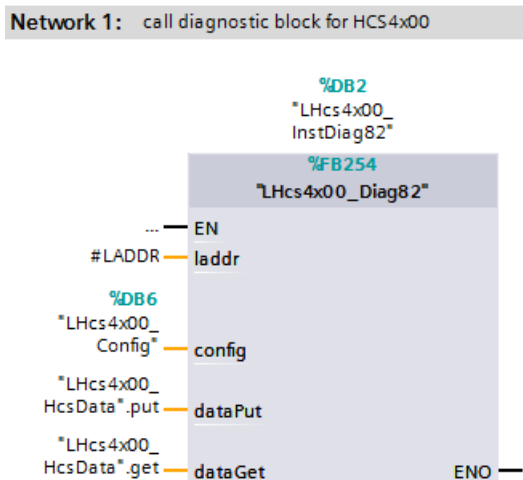 Network 1: call diagnostic block for HCS4x00
%DB2
"LHcs4x00_
InstDiag82"
%FB254
"LHcs4x00_Diag82"
... EN
#LADDR laddr
%DB6
"LHcs4x00_
Config" config
"LHcs4x00_
HcsData".put dataPut
"LHcs4x00_
HcsData".get dataGet ENO